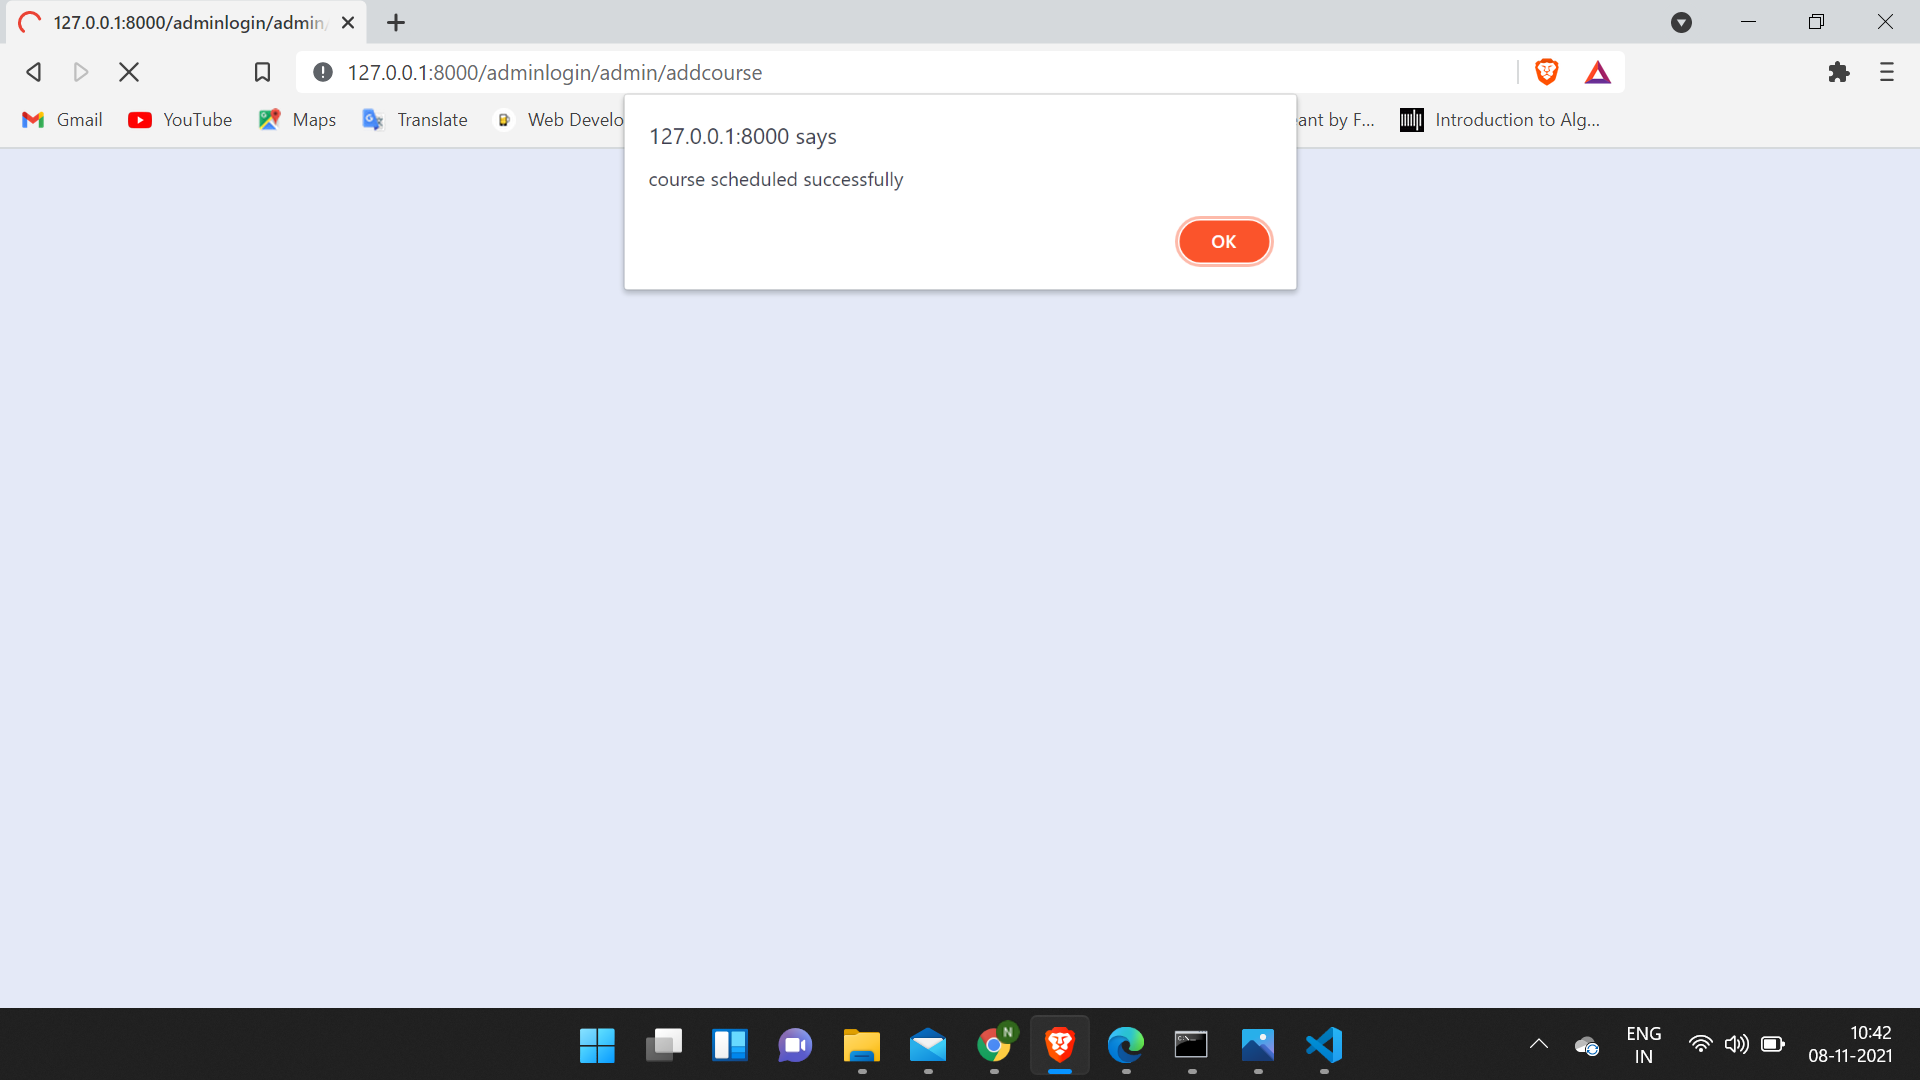 127.0.0.1:8000/adminlogin/admin/
127.0.0.1:8000/adminlogin/admin/addcourse
Gmail
YouTube
Maps
Translate
Web Develo
ant by F...
Introduction to Alg...
127.0.0.1:8000 says
course scheduled successfully
OK
N
ENG
IN
10:42
08-11-2021